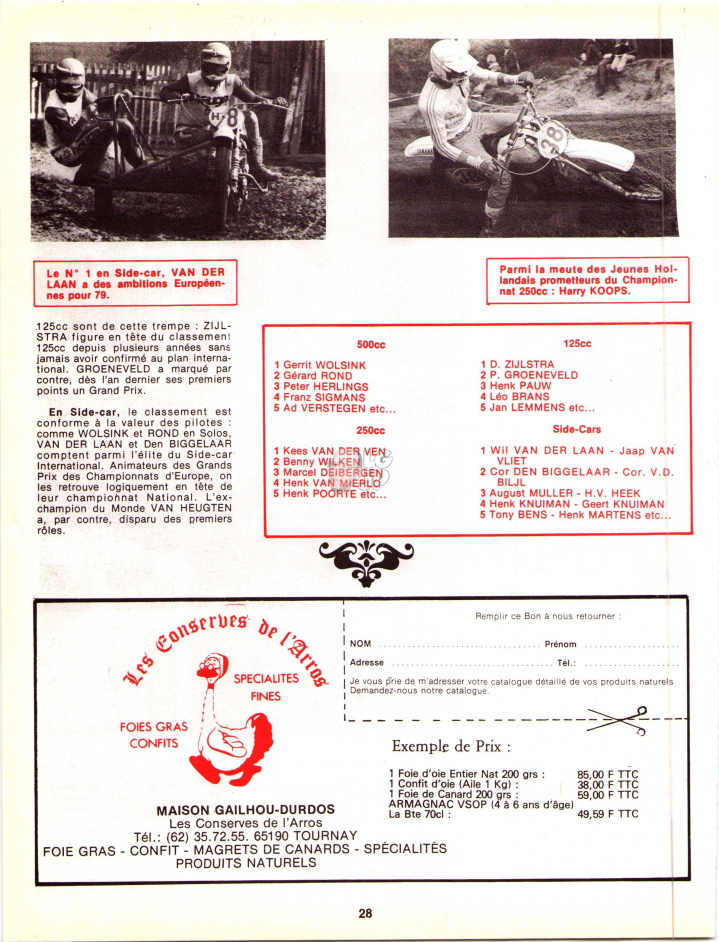 H 8
38
Le N° 1 en Side-car, VAN DER
LAAN a des ambitions Européen-
nes pour 79.
Parmi la meute des Jeunes Hol-
landais prometteurs du Champion-
nat 250cc : Harry KOOPS.
125cc sont de cette trempe : ZIJL-
STRA figure en tête du classement
125cc depuis plusieurs années sans
jamais avoir confirmé au plan interna-
tional. GROENEVELD a marqué par
contre, dès l'an dernier ses premiers
points un Grand Prix.
En Side-car, le classement est
conforme à la valeur des pilotes :
comme WOLSINK et ROND en Solos,
VAN DER LAAN et Den BIGGELAAR
comptent parmi l'élite du Side-car
International. Animateurs des Grands
Prix des Championnats d'Europe, on
les retrouve logiquement en tête de
leur championnat National. L'ex-
champion du Monde VAN HEUGTEN
a, par contre, disparu des premiers
rôles.
500cc
1 Gerrit WOLSINK
2 Gérard ROND
3 Peter HERLINGS
4 Franz SIGMANS
5 Ad VERSTEGEN etc...
250cc
1 Kees VAN DER VEN
2 Benny WILKEN
3 Marcel DEIBERGEN
4 Henk VAN MIERLO
5 Henk POORTE etc...
125cc
1 D. ZIJLSTRA
2 P. GROENEVELD
3 Henk PAUW
4 Léo BRANS
5 Jan LEMMENS etc...
Side-Cars
1 Wil VAN DER LAAN - Jaap VAN
VLIET
2 Cor DEN BIGGELAAR - Cor. V.D.
BILJL
3 August MULLER - H.V. HEEK
4 Henk KNUIMAN - Geert KNUIMAN
5 Tony BENS - Henk MARTENS etc...
Les Conserves de l'Arros
SPECIALITES
FINES
FOIES GRAS
CONFITS
MAISON GAILHOU-DURDOS
Les Conserves de l'Arros
Tél.: (62) 35.72.55. 65190 TOURNAY
FOIE GRAS - CONFIT - MAGRETS DE CANARDS - SPÉCIALITÉS
PRODUITS NATURELS
Remplir ce Bon à nous retourner :
NOM ................................ Prénom ...................
Adresse ................................ Tél.: ...................
Je vous prie de m'adresser votre catalogue détaillé de vos produits naturels
Demandez-nous notre catalogue.
Exemple de Prix :
1 Foie d'oie Entier Nat 200 grs : 85,00 F TTC
1 Confit d'oie (Aile 1 Kg) : 38,00 F TTC
1 Foie de Canard 200 grs : 59,00 F TTC
ARMAGNAC VSOP (4 à 6 ans d'âge)
La Bte 70cl : 49,59 F TTC
28